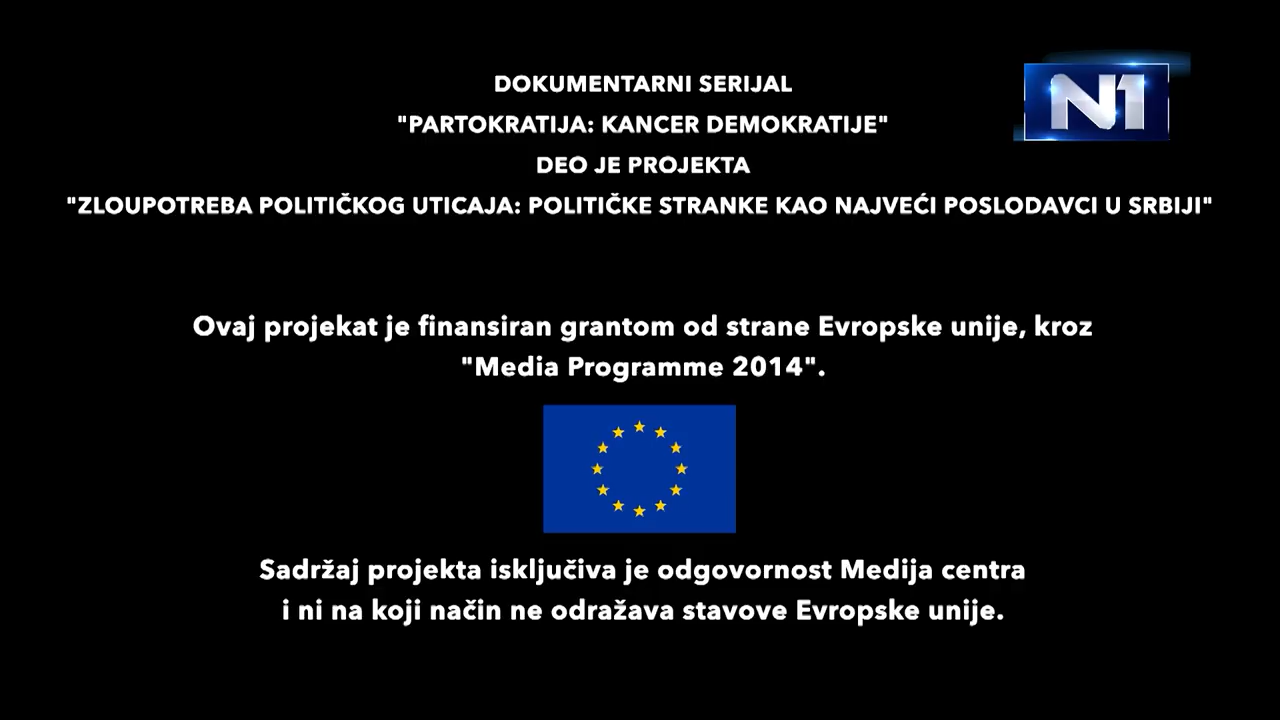 DOKUMENTARNI SERIJAL
N1
"PARTOKRATIJA: KANCER DEMOKRATIJE"
DEO JE PROJEKTA
"ZLOUPOTREBA POLITIČKOG UTICAJA: POLITIČKE STRANKE KAO NAJVEĆI POSLODAVCI U SRBIJI"
Ovaj projekat je finansiran grantom od strane Evropske unije, kroz
"Media Programme 2014".
Sadržaj projekta isključiva je odgovornost Medija centra
i ni na koji način ne odražava stavove Evropske unije.